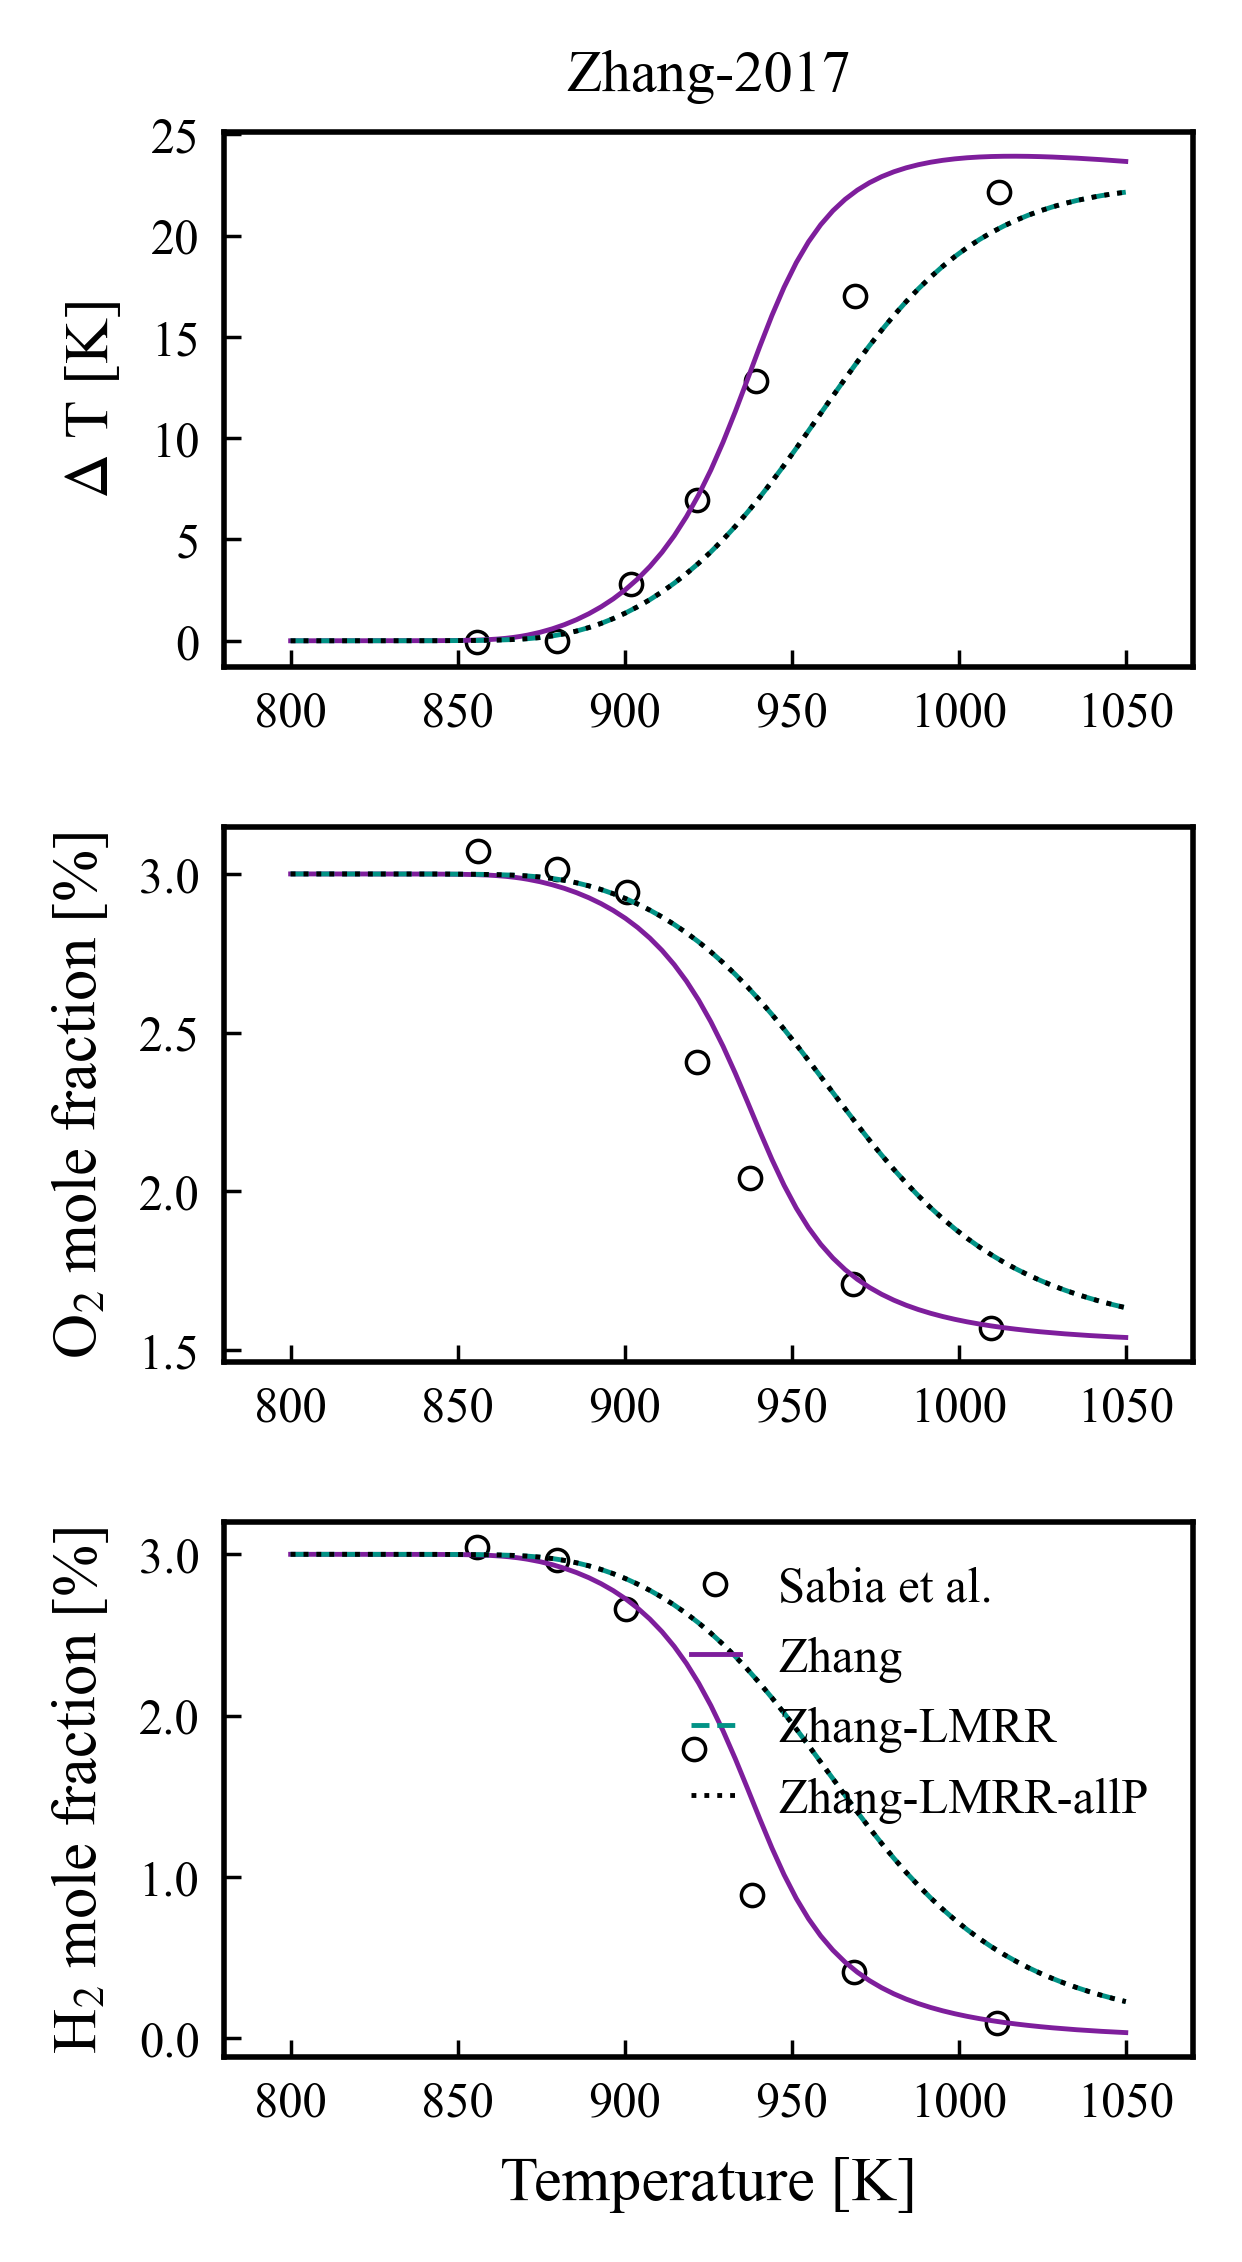 Zhang-2017
Δ T [K]
25
20
15
10
5
0
800 850 900 950 1000 1050
O₂ mole fraction [%]
3.0
2.5
2.0
1.5
800 850 900 950 1000 1050
H₂ mole fraction [%]
3.0
2.0
1.0
0.0
Sabia et al.
Zhang
Zhang-LMRR
Zhang-LMRR-allP
800 850 900 950 1000 1050
Temperature [K]